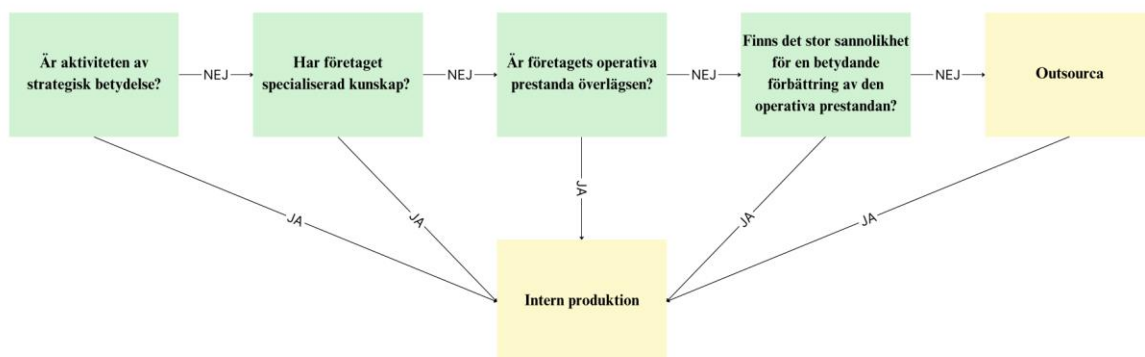 Är aktiviteten av
strategisk betydelse?
NEJ
Har företaget
specialiserad kunskap?
NEJ
Är företagets operativa
prestanda överlägsen?
NEJ
Finns det stor sannolikhet
för en betydande
förbättring av den
operativa prestandan?
NEJ
Outsourca
JA
JA
JA
JA
JA
Intern produktion